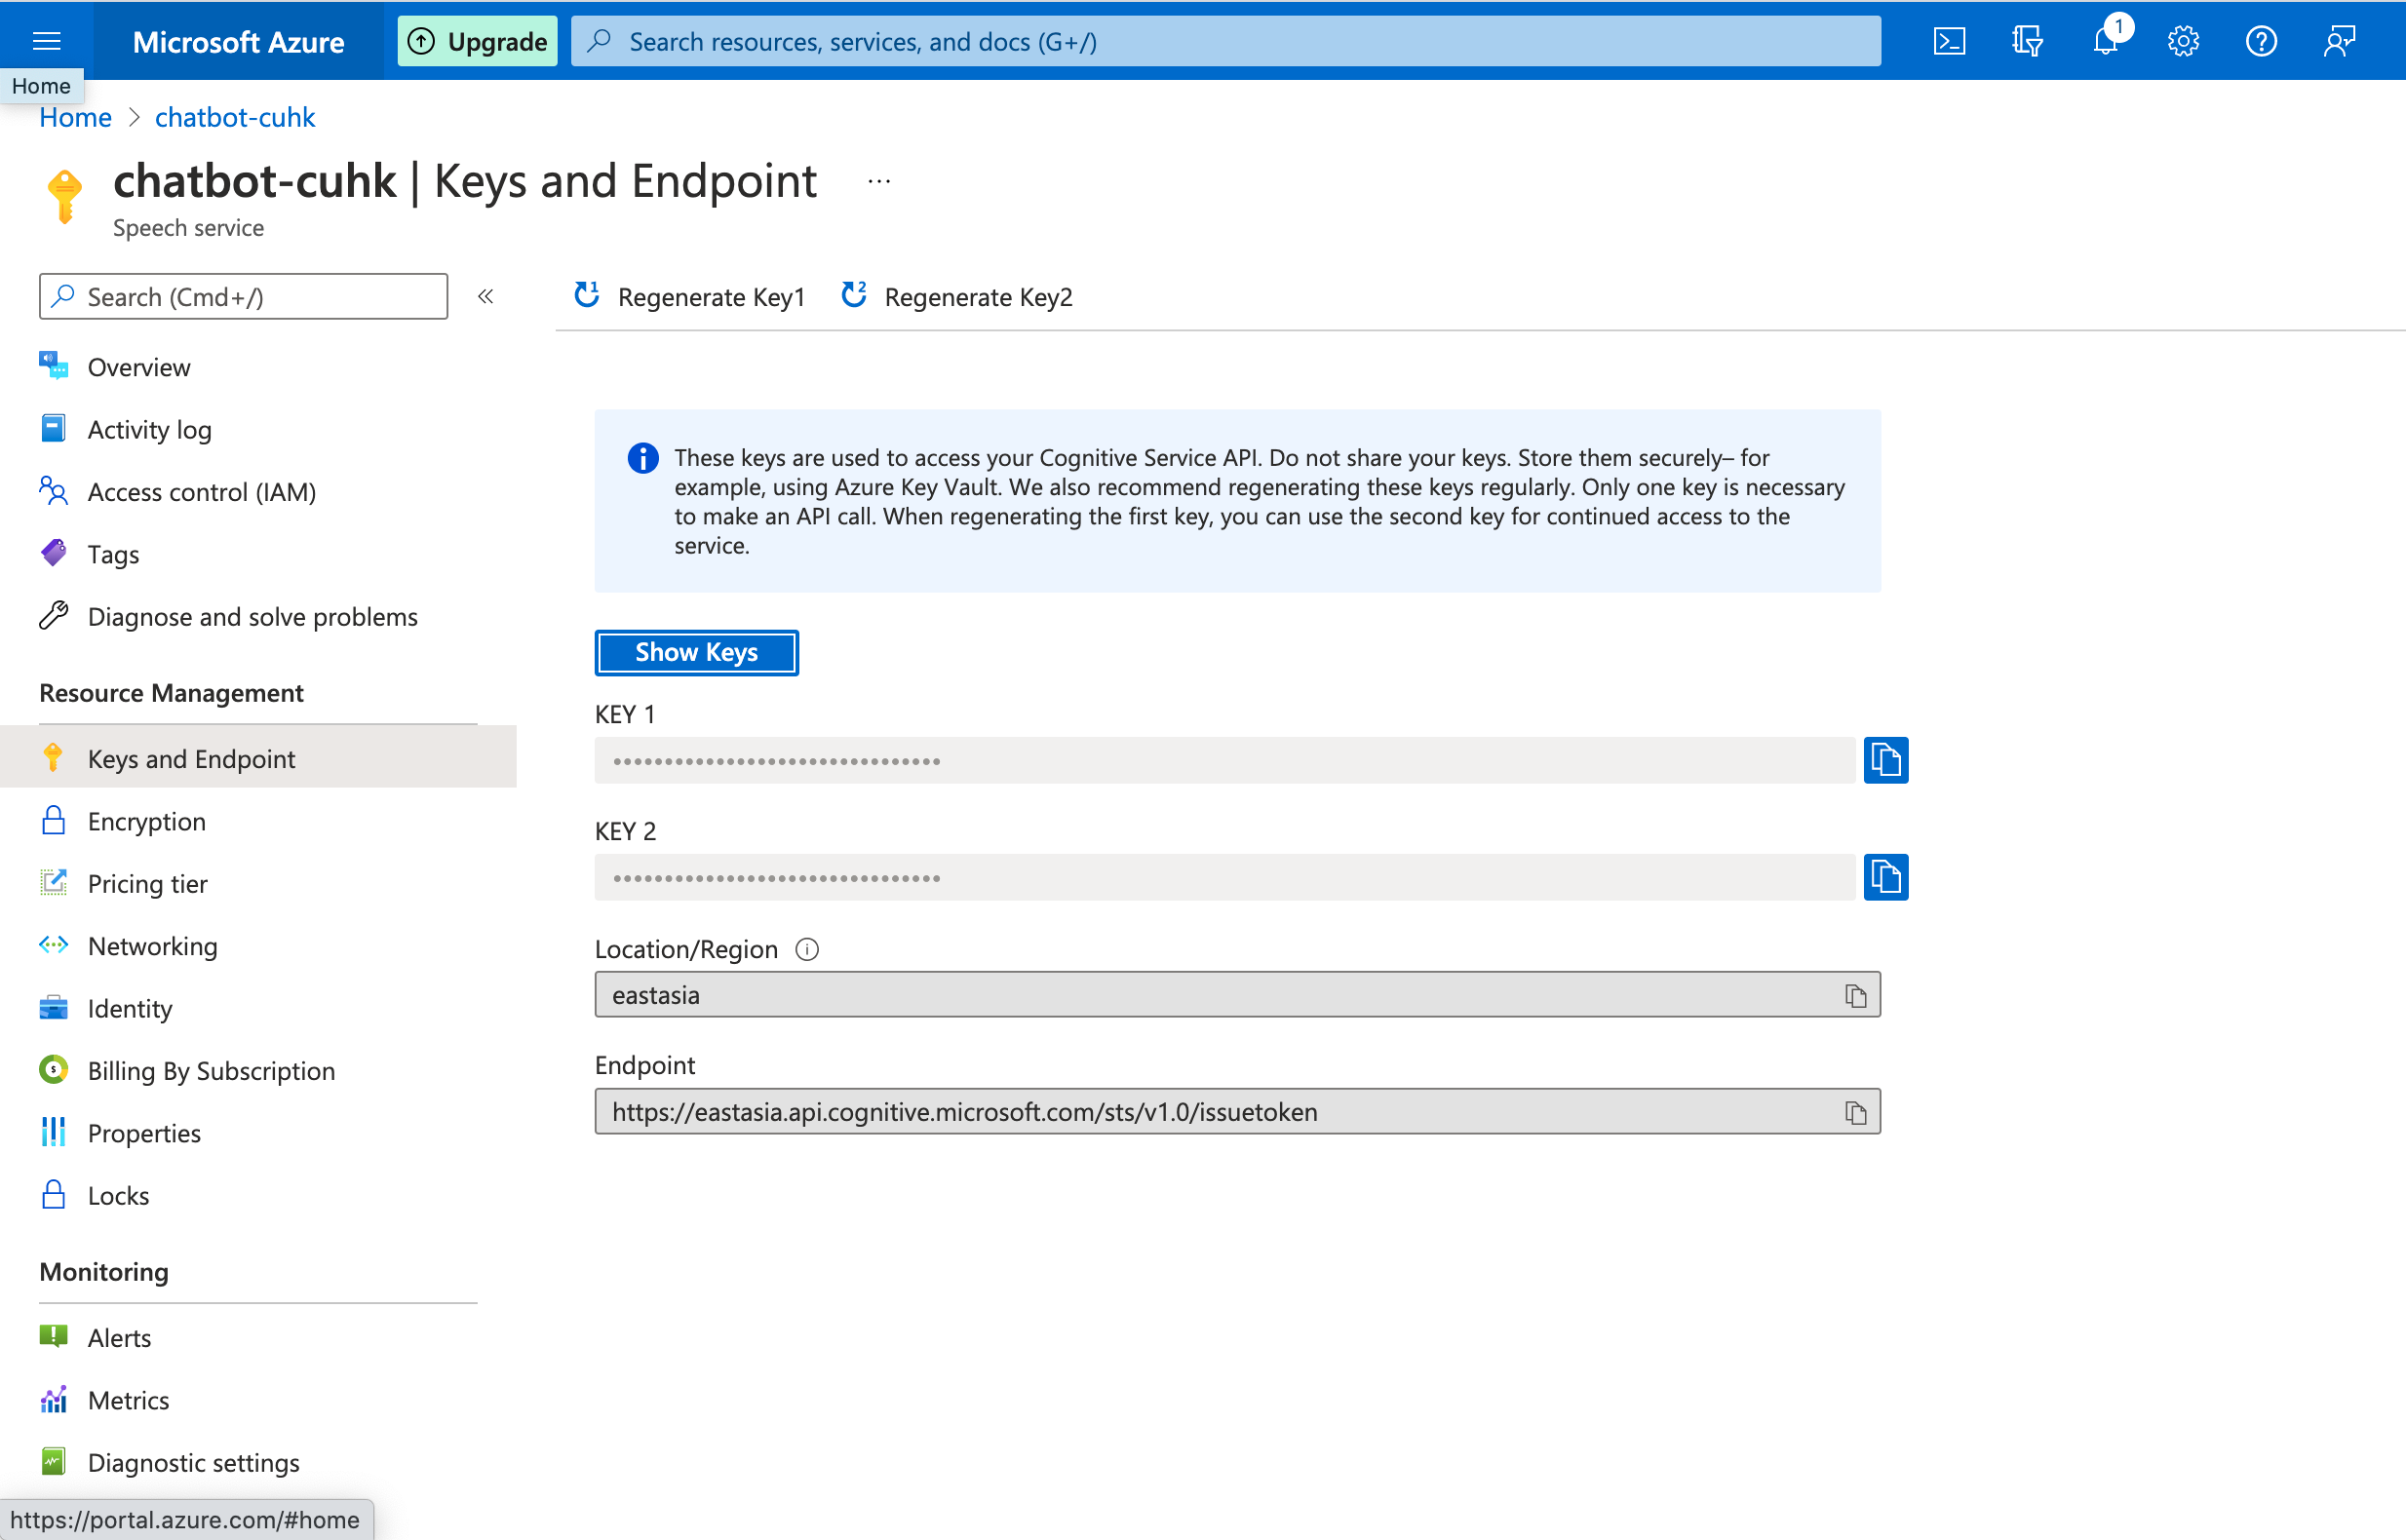 Microsoft Azure
Upgrade
Search resources, services, and docs (G+/)
1
Home
Home > chatbot-cuhk
chatbot-cuhk | Keys and Endpoint ...
Speech service
Search (Cmd+/)
«
1 Regenerate Key1
2 Regenerate Key2
Overview
Activity log
Access control (IAM)
Tags
Diagnose and solve problems
Resource Management
Keys and Endpoint
Encryption
Pricing tier
Networking
Identity
Billing By Subscription
Properties
Locks
Monitoring
Alerts
Metrics
Diagnostic settings
https://portal.azure.com/#home
These keys are used to access your Cognitive Service API. Do not share your keys. Store them securely– for
example, using Azure Key Vault. We also recommend regenerating these keys regularly. Only one key is necessary
to make an API call. When regenerating the first key, you can use the second key for continued access to the
service.
Show Keys
KEY 1
••••••••••••••••••••••••••••••••
KEY 2
••••••••••••••••••••••••••••••••
Location/Region
eastasia
Endpoint
https://eastasia.api.cognitive.microsoft.com/sts/v1.0/issuetoken